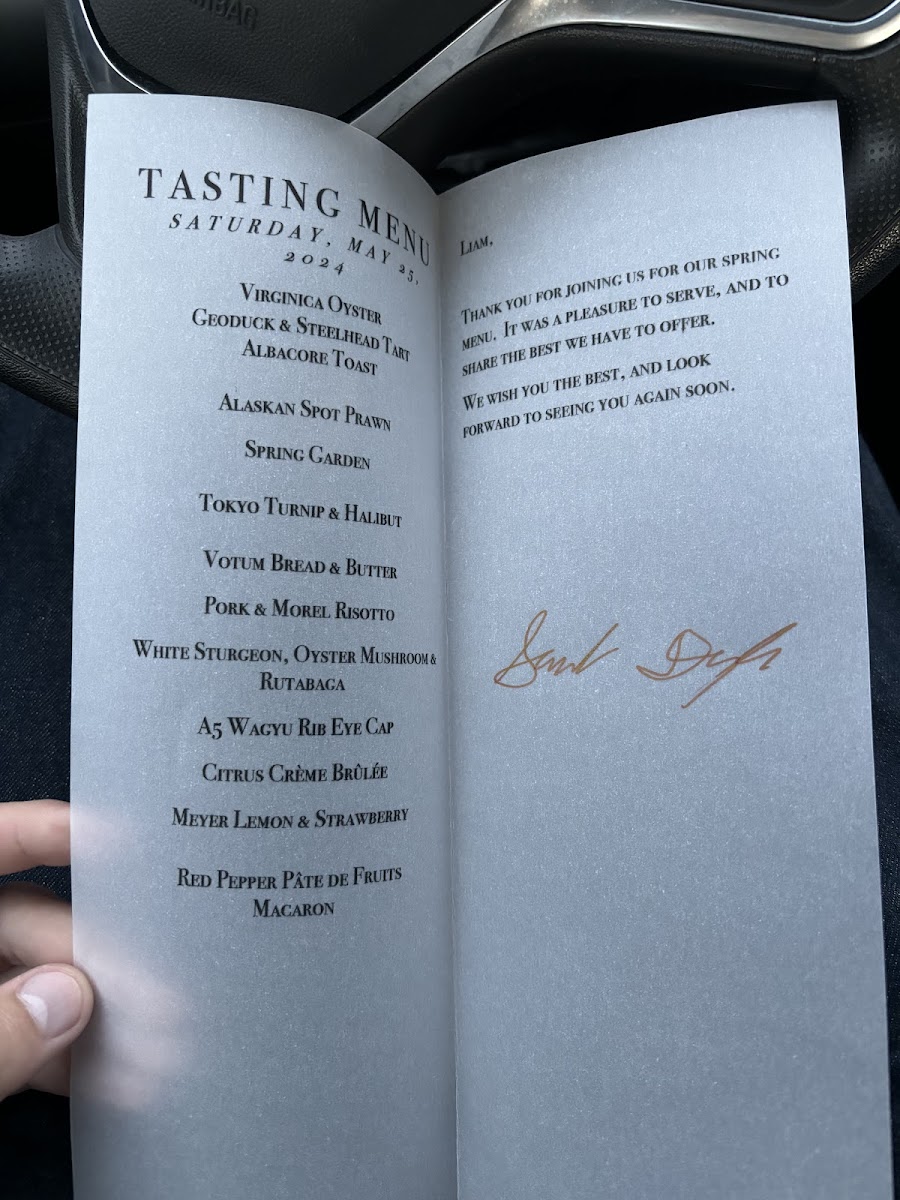 AIRBAG
TASTING MENU
SATURDAY, MAY 25,
2024
VIRGINICA OYSTER
GEODUCK & STEELHEAD TART
ALBACORE TOAST
ALASKAN SPOT PRAWN
SPRING GARDEN
TOKYO TURNIP & HALIBUT
VOTUM BREAD & BUTTER
PORK & MOREL RISOTTO
WHITE STURGEON, OYSTER MUSHROOM &
RUTABAGA
A5 WAGYU RIB EYE CAP
CITRUS CRÈME BRÛLÉE
MEYER LEMON & STRAWBERRY
RED PEPPER PÂTE DE FRUITS
MACARON
LIAM,
THANK YOU FOR JOINING US FOR OUR SPRING
MENU. IT WAS A PLEASURE TO SERVE, AND TO
SHARE THE BEST WE HAVE TO OFFER.
WE WISH YOU THE BEST, AND LOOK
FORWARD TO SEEING YOU AGAIN SOON.